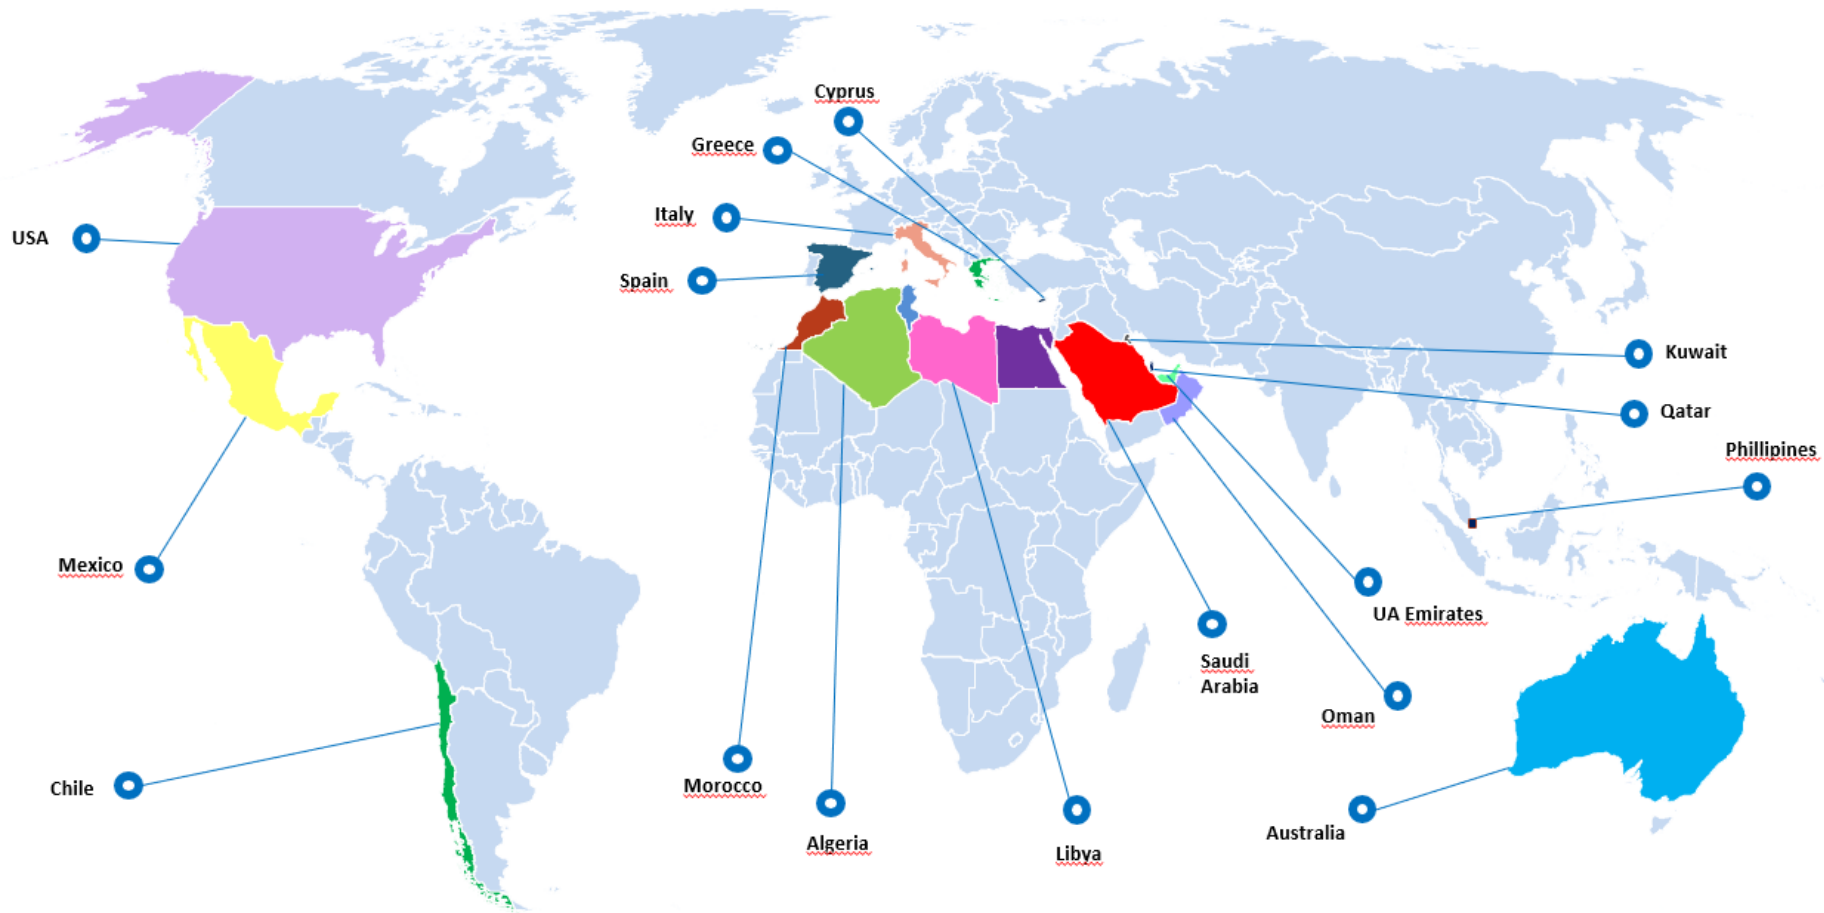 Cyprus
Greece
Italy
USA
Spain
Kuwait
Qatar
Phillipines
Mexico
UA Emirates
Saudi
Arabia
Oman
Chile
Morocco
Australia
Algeria
Libya